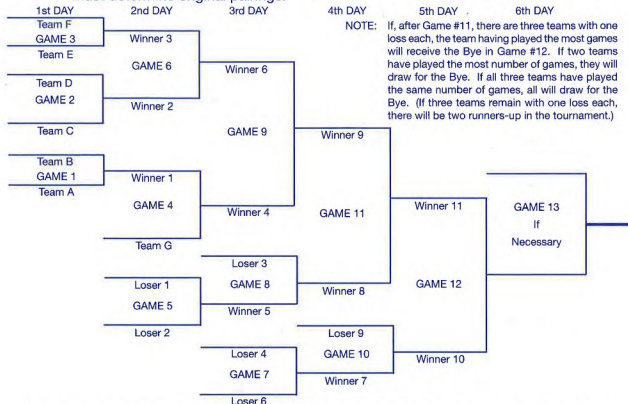 must determine original pairings.
1st DAY 2nd DAY 3rd DAY 4th DAY 5th DAY 6th DAY
NOTE: If, after Game #11, there are three teams with one
loss each, the team having played the most games
will receive the Bye in Game #12. If two teams
have played the most number of games, they will
draw for the Bye. If all three teams have played
the same number of games, all will draw for the
Bye. (If three teams remain with one loss each,
there will be two runners-up in the tournament.)
Team F
GAME 3
Team E
Winner 3
GAME 6
Winner 2
Team D
GAME 2
Team C
Winner 6
GAME 9
Winner 4
Team B
GAME 1
Team A
Winner 1
GAME 4
Team G
Winner 9
GAME 11
Winner 8
Loser 3
GAME 8
Winner 5
Loser 1
GAME 5
Loser 2
Winner 11
GAME 12
Winner 10
GAME 13
If
Necessary
Loser 9
GAME 10
Winner 7
Loser 4
GAME 7
Loser 6